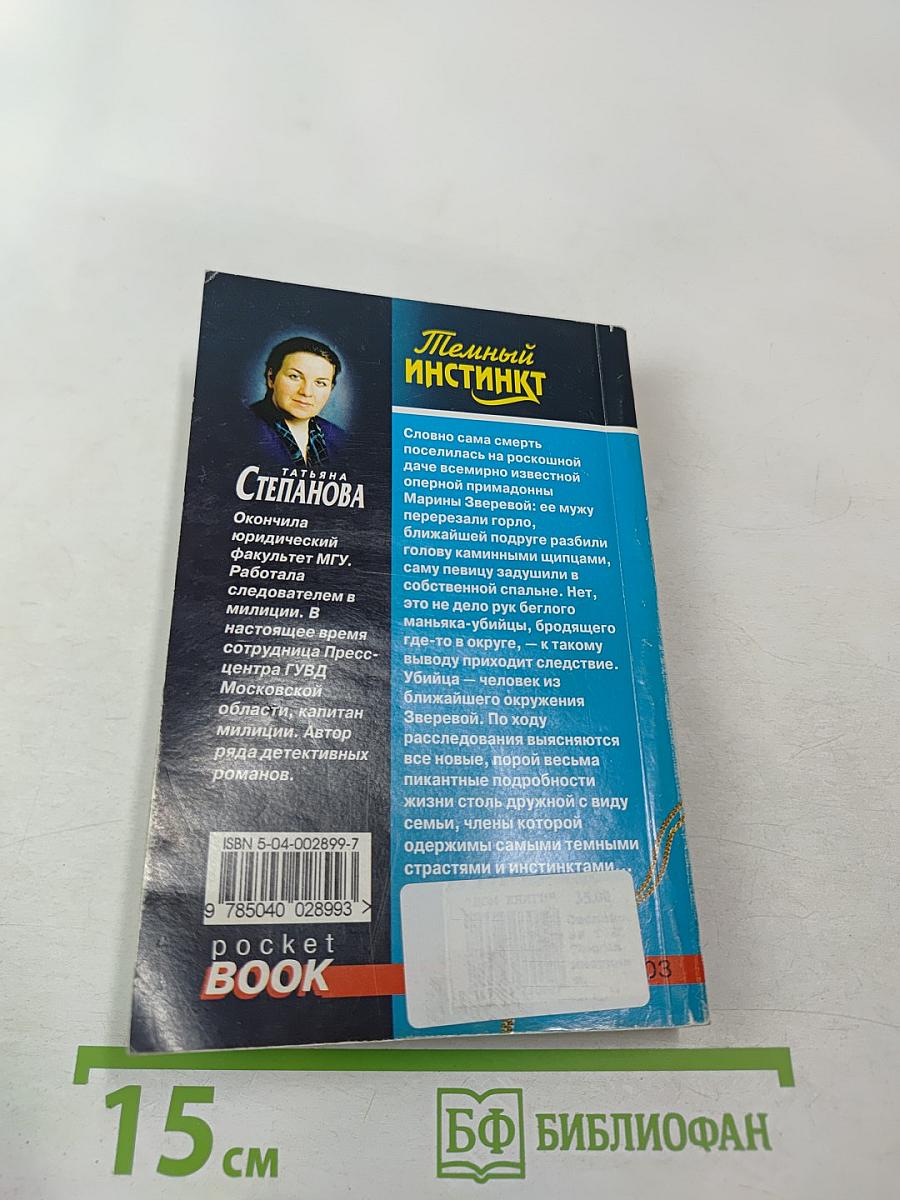 Темный
ИНСТИНКТ
ТАТЬЯНА
СТЕПАНОВА
Окончила
юридический
факультет МГУ.
Работала
следователем в
милиции. В
настоящее время
сотрудница Пресс-
центра ГУВД
Московской
области, капитан
милиции. Автор
ряда детективных
романов.
Словно сама смерть
поселилась на роскошной
даче всемирно известной
оперной примадонны
Марины Зверевой: ее мужу
перерезали горло,
ближайшей подруге разбили
голову каминными щипцами,
саму певицу задушили в
собственной спальне. Нет,
это не дело рук беглого
маньяка-убийцы, бродящего
где-то в округе, — к такому
выводу приходит следствие.
Убийца — человек из
ближайшего окружения
Зверевой. По ходу
расследования выясняются
все новые, порой весьма
пикантные подробности
жизни столь дружной с виду
семьи, члены которой
одержимы самыми темными
страстями и инстинктами...
ISBN 5-04-002899-7
9 785040 028993 >
pocket
BOOK
03
15 см
БФ БИБЛИОФАН